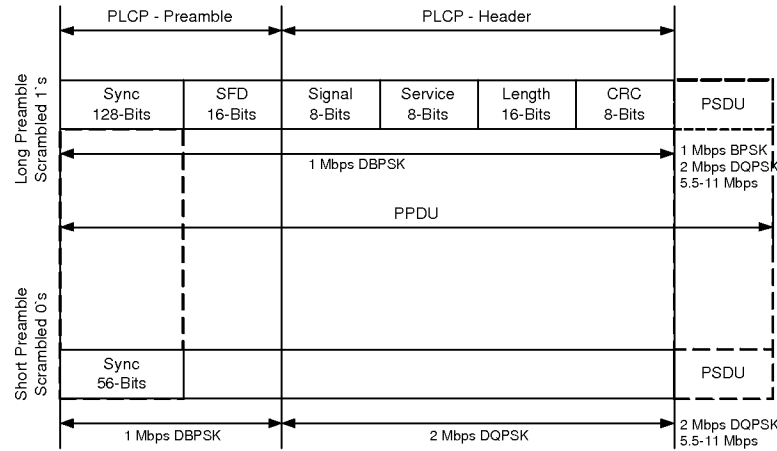 PLCP - Preamble
PLCP - Header
Long Preamble
Scrambled 1`s
Sync
128-Bits
SFD
16-Bits
Signal
8-Bits
Service
8-Bits
Length
16-Bits
CRC
8-Bits
PSDU
1 Mbps DBPSK
1 Mbps BPSK
2 Mbps DQPSK
5.5-11 Mbps
PPDU
Short Preamble
Scrambled 0`s
Sync
56-Bits
PSDU
1 Mbps DBPSK
2 Mbps DQPSK
2 Mbps DQPSK
5.5-11 Mbps